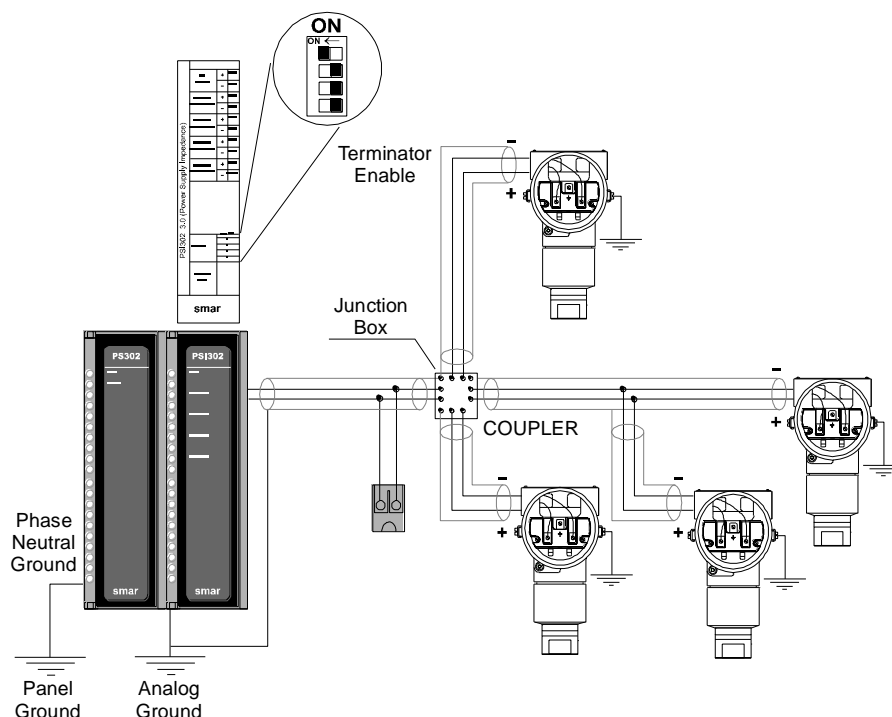 ON
ON ←
PSI302 3.0 (Power Supply Impedance)
+
-
+
-
+
-
+
-
+
-
smar
Terminator
Enable
-
+
Junction
Box
PS302
PSI302
COUPLER
-
+
-
+
-
+
Phase
Neutral
Ground
smar
smar
Panel
Ground
Analog
Ground